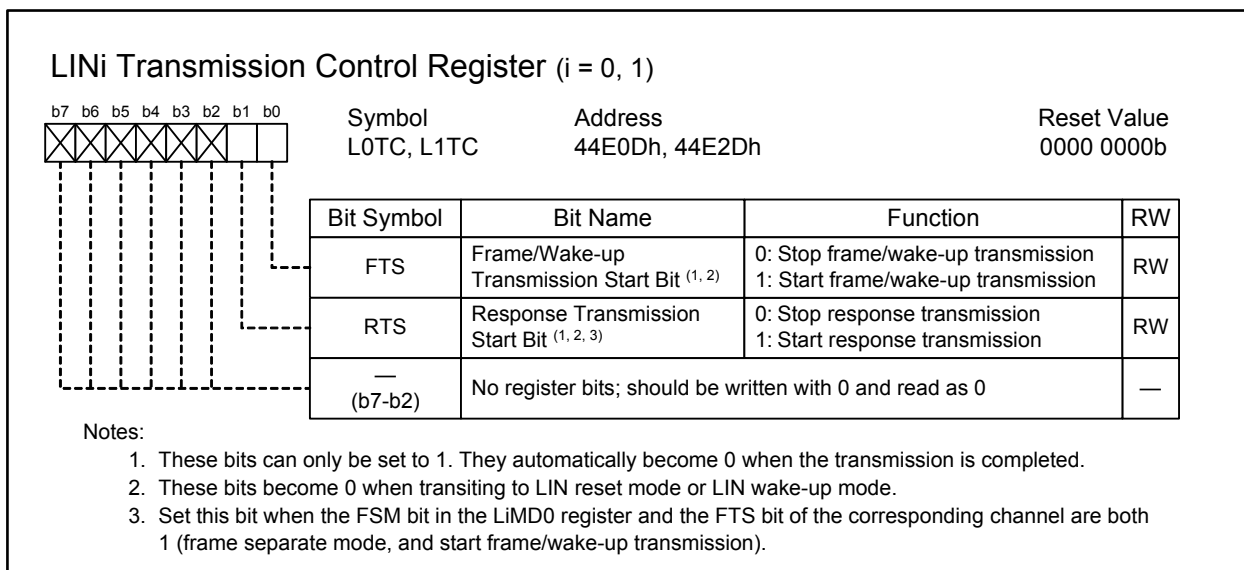 LINi Transmission Control Register (i = 0, 1)
b7 b6 b5 b4 b3 b2 b1 b0
Symbol Address Reset Value
L0TC, L1TC 44E0Dh, 44E2Dh 0000 0000b
Bit Symbol Bit Name Function RW
FTS Frame/Wake-up Transmission Start Bit (1, 2) 0: Stop frame/wake-up transmission 1: Start frame/wake-up transmission RW
RTS Response Transmission Start Bit (1, 2, 3) 0: Stop response transmission 1: Start response transmission RW
— (b7-b2) No register bits; should be written with 0 and read as 0 —
Notes:
1. These bits can only be set to 1. They automatically become 0 when the transmission is completed.
2. These bits become 0 when transiting to LIN reset mode or LIN wake-up mode.
3. Set this bit when the FSM bit in the LiMD0 register and the FTS bit of the corresponding channel are both
1 (frame separate mode, and start frame/wake-up transmission).